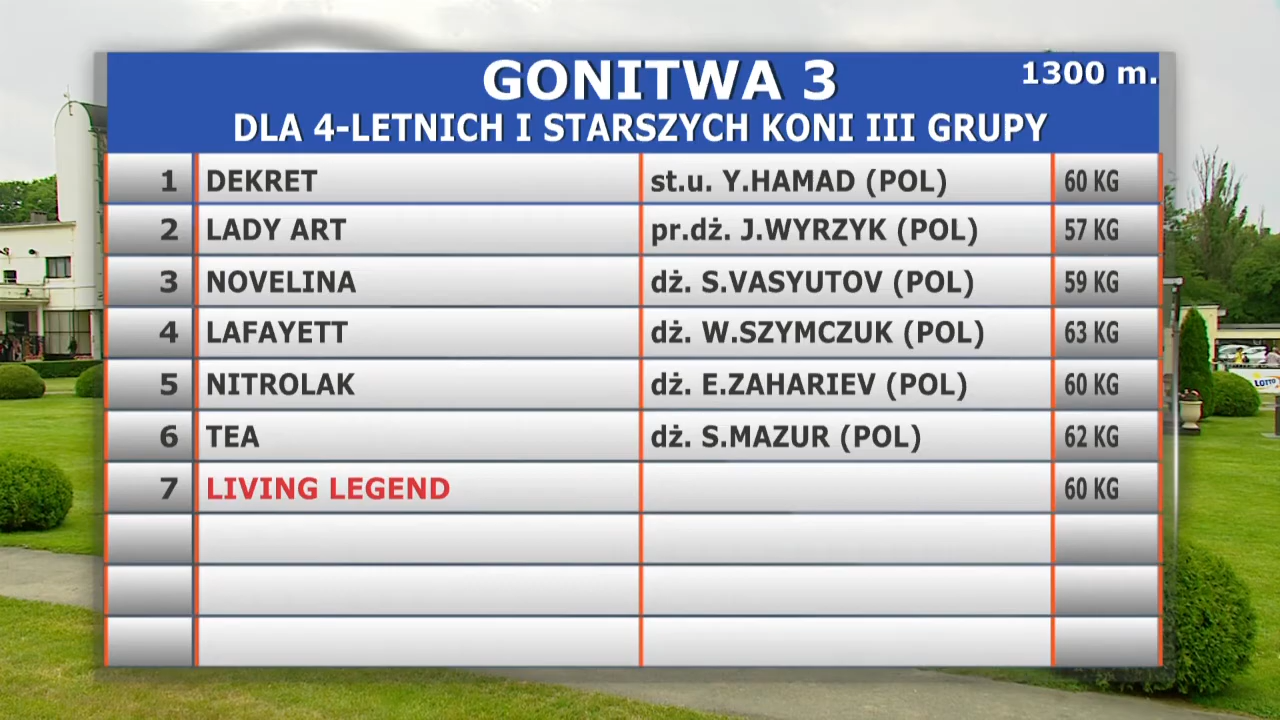 GONITWA 3
1300 m.
DLA 4-LETNICH I STARSZYCH KONI III GRUPY
1 DEKRET st.u. Y.HAMAD (POL) 60 KG
2 LADY ART pr.dż. J.WYRZYK (POL) 57 KG
3 NOVELINA dż. S.VASYUTOV (POL) 59 KG
4 LAFAYETT dż. W.SZYMCZUK (POL) 63 KG
5 NITROLAK dż. E.ZAHARIEV (POL) 60 KG
6 TEA dż. S.MAZUR (POL) 62 KG
7 LIVING LEGEND 60 KG
LOTTO